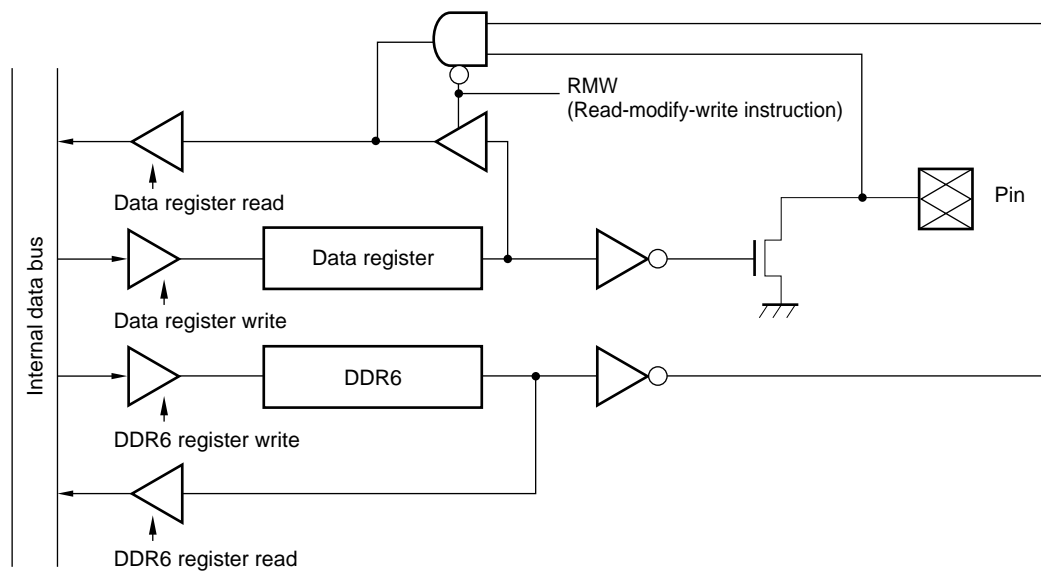 RMW
(Read-modify-write instruction)
Data register read
Pin
Data register
Internal data bus
Data register write
DDR6
DDR6 register write
DDR6 register read